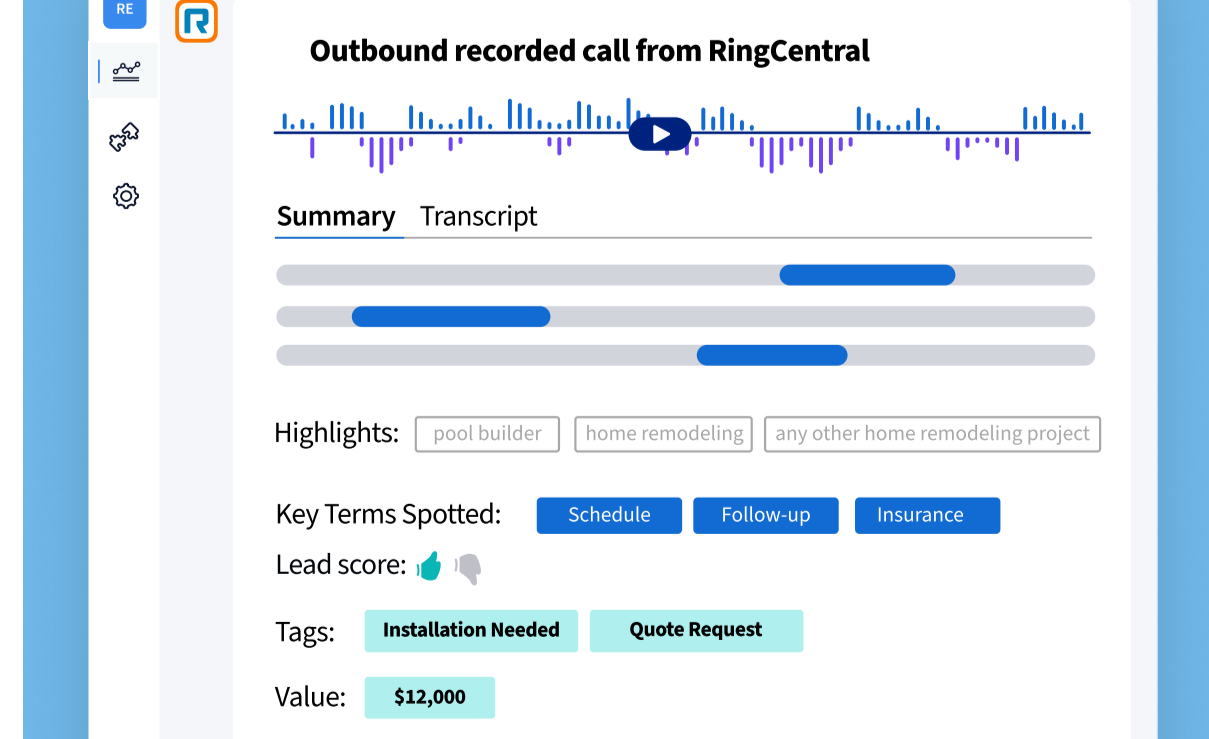 RE
R
Outbound recorded call from RingCentral
Summary Transcript
Highlights: pool builder home remodeling any other home remodeling project
Key Terms Spotted: Schedule Follow-up Insurance
Lead score:
Tags: Installation Needed Quote Request
Value: $12,000